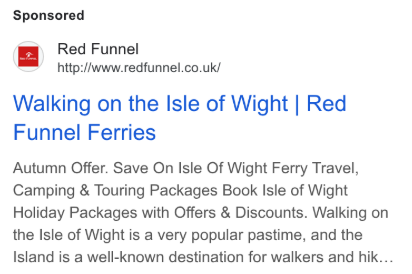 Sponsored
Red Funnel
http://www.redfunnel.co.uk/
Walking on the Isle of Wight | Red
Funnel Ferries
Autumn Offer. Save On Isle Of Wight Ferry Travel,
Camping & Touring Packages Book Isle of Wight
Holiday Packages with Offers & Discounts. Walking on
the Isle of Wight is a very popular pastime, and the
Island is a well-known destination for walkers and hik...